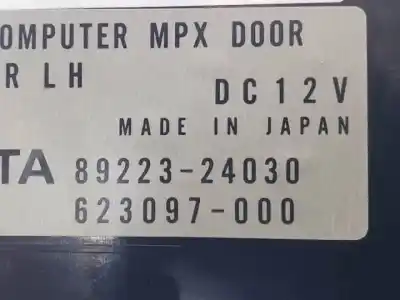 OMPUTER MPX DOOR
R LH
DC12V
MADE IN JAPAN
TA 89223-24030
623097-000